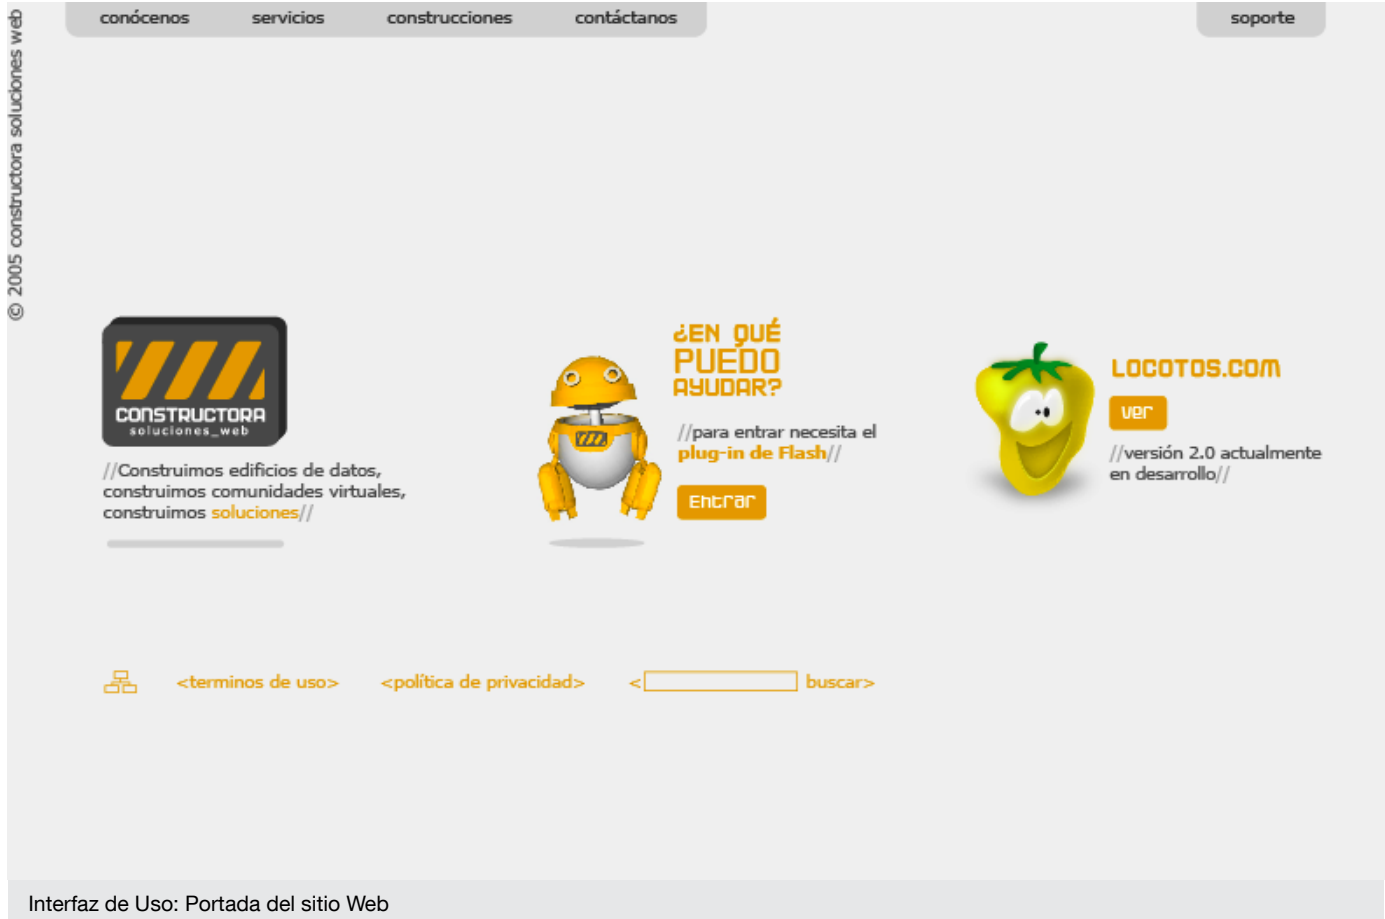 conócenos servicios construcciones contáctanos soporte
© 2005 constructora soluciones web
CONSTRUCTORA
soluciones_web
//Construimos edificios de datos,
construimos comunidades virtuales,
construimos soluciones//
¿EN QUÉ
PUEDO
AYUDAR?
//para entrar necesita el
plug-in de Flash//
Entrar
LOCOTOS.COM
ver
//versión 2.0 actualmente
en desarrollo//
<terminos de uso> <política de privacidad> < buscar>
Interfaz de Uso: Portada del sitio Web